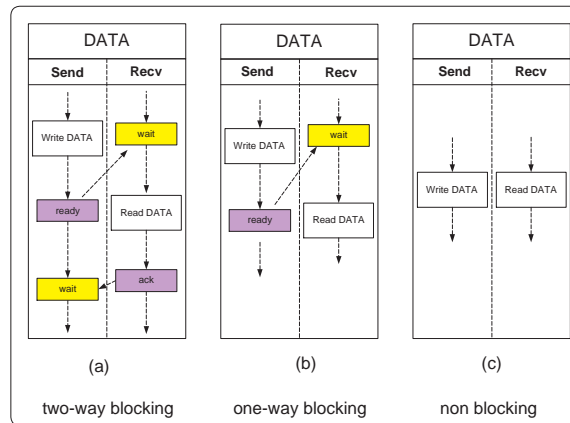 DATA
Send Recv
Write DATA
wait
ready
Read DATA
wait
ack
(a)
two-way blocking
DATA
Send Recv
Write DATA
wait
ready
Read DATA
(b)
one-way blocking
DATA
Send Recv
Write DATA Read DATA
(c)
non blocking